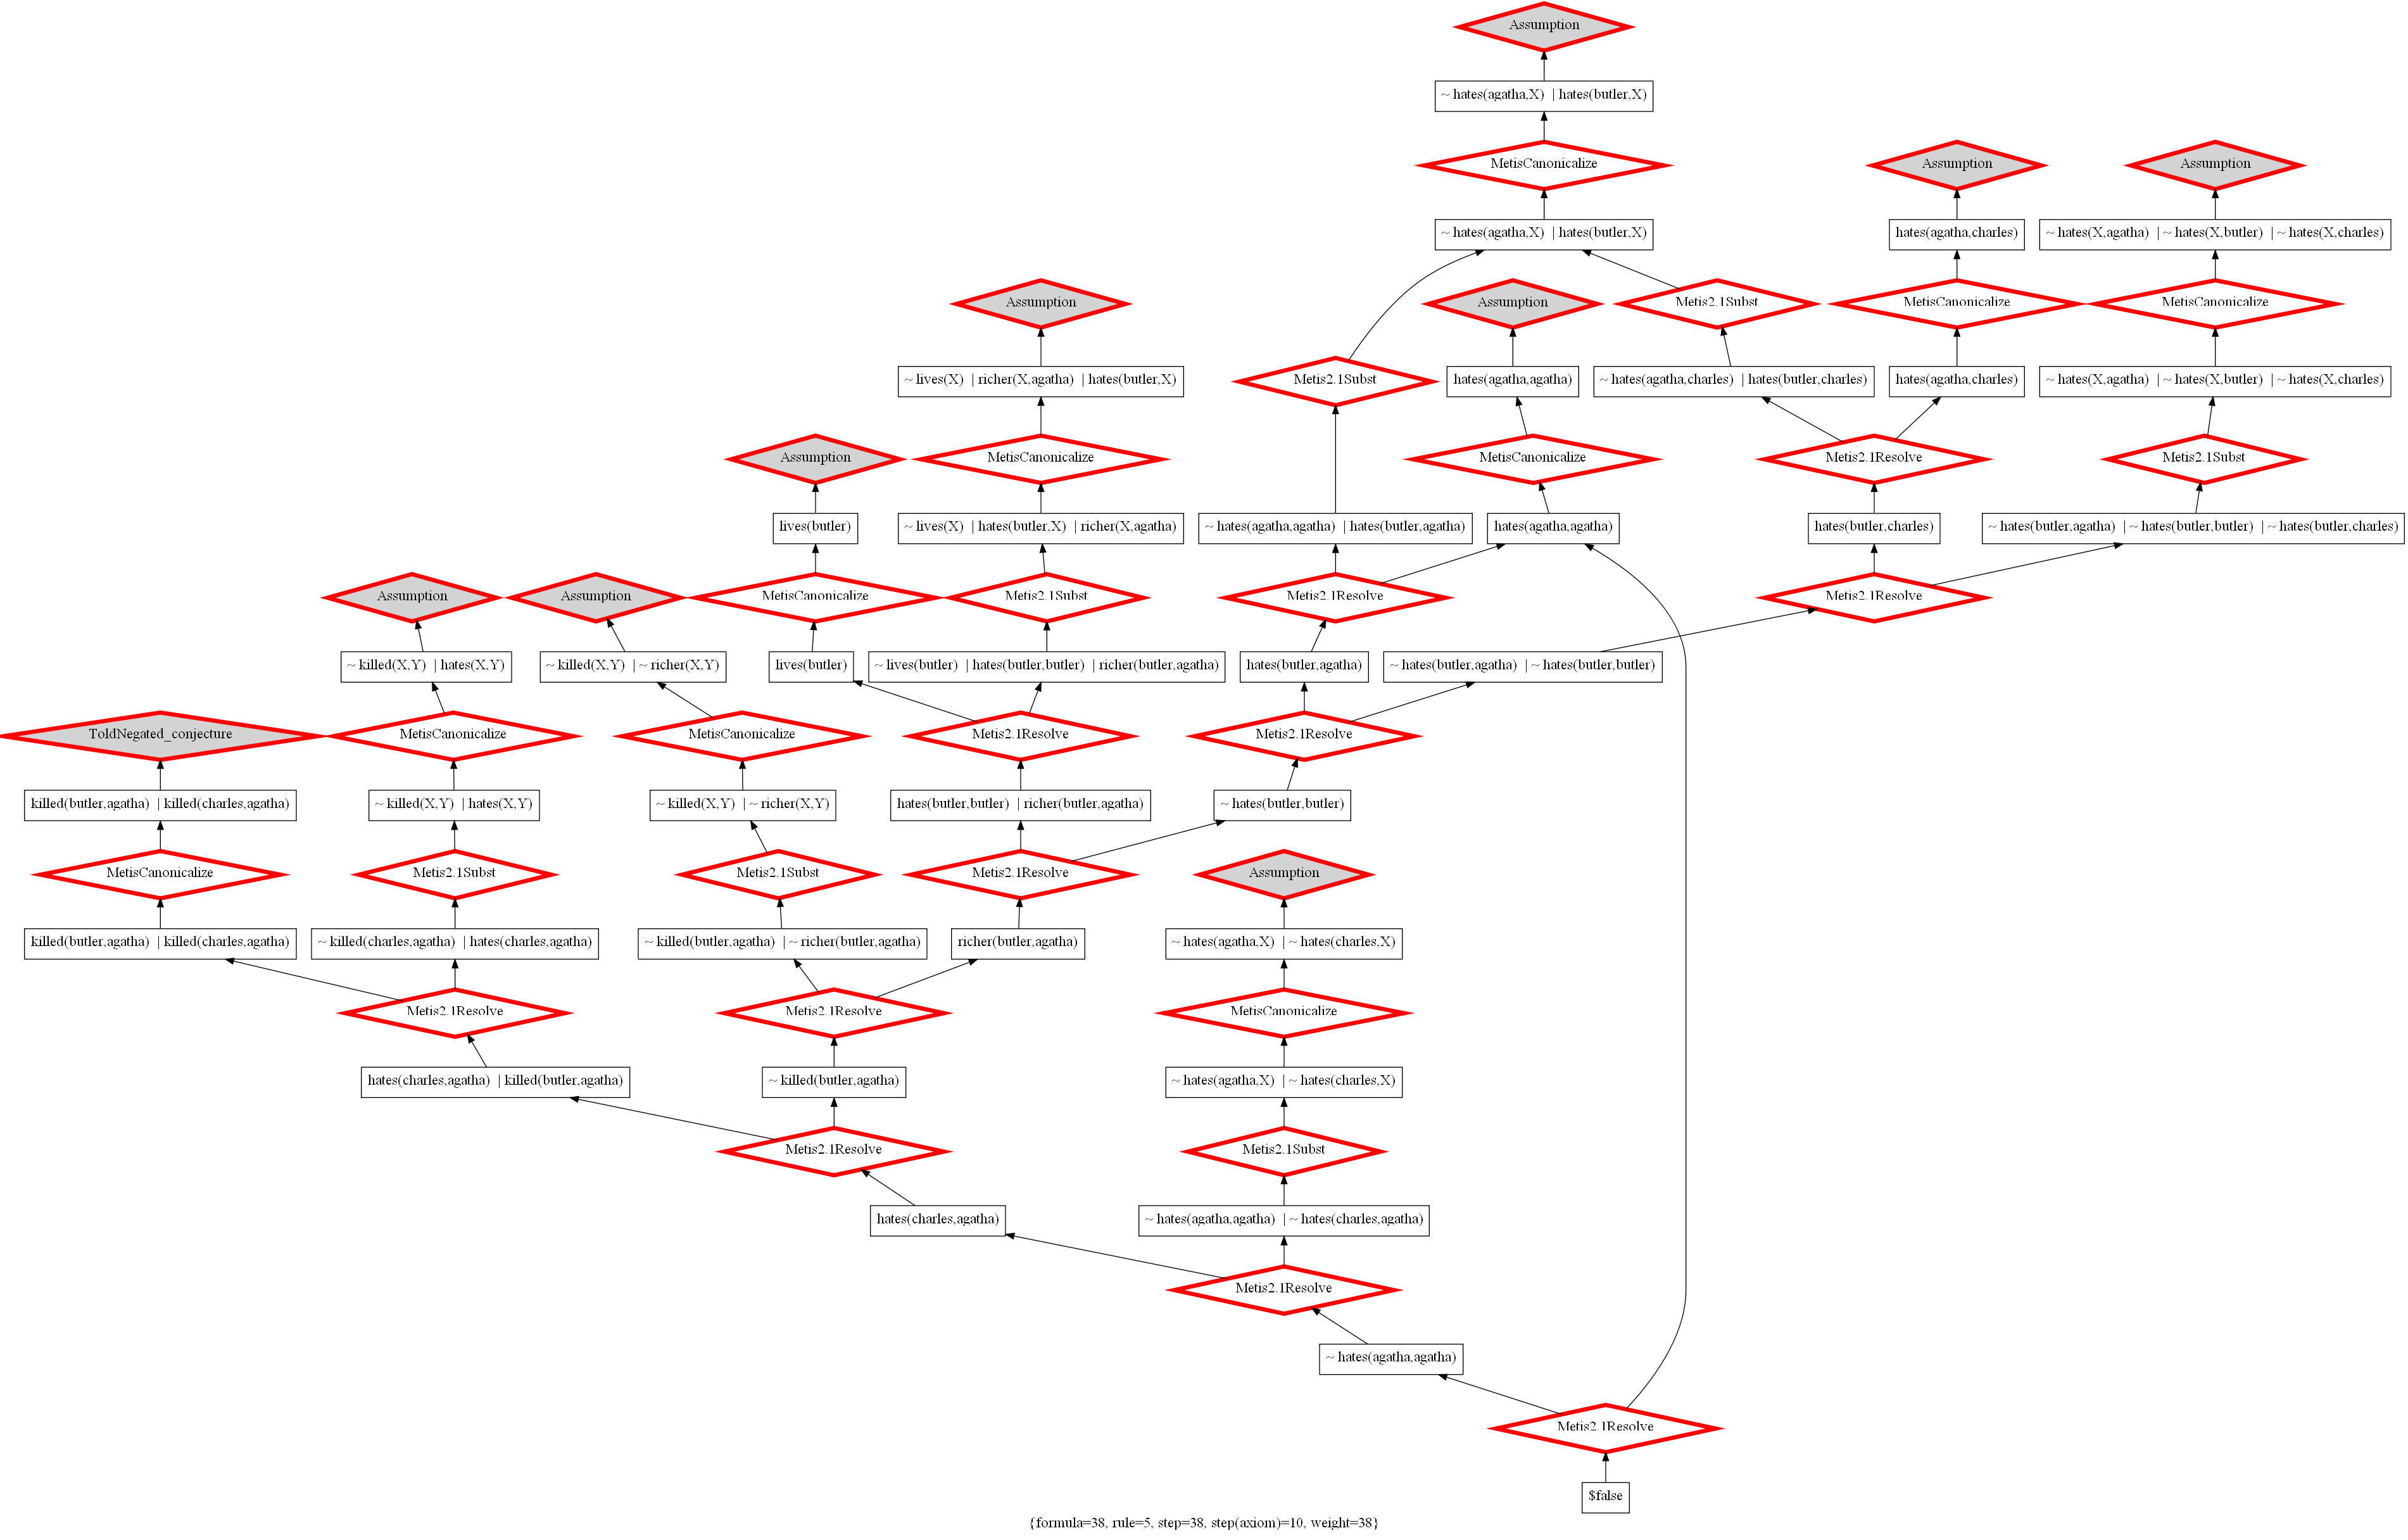 Assumption
~ hates(agatha,X) | hates(butler,X)
MetisCanonicalize
Assumption
Assumption
~ hates(agatha,X) | hates(butler,X)
hates(agatha,charles)
~ hates(X,agatha) | ~ hates(X,butler) | ~ hates(X,charles)
Assumption
Assumption
Metis2.1Subst
MetisCanonicalize
MetisCanonicalize
~ lives(X) | richer(X,agatha) | hates(butler,X)
Metis2.1Subst
hates(agatha,agatha)
~ hates(agatha,charles) | hates(butler,charles)
hates(agatha,charles)
~ hates(X,agatha) | ~ hates(X,butler) | ~ hates(X,charles)
Assumption
MetisCanonicalize
MetisCanonicalize
Metis2.1Resolve
Metis2.1Subst
lives(butler)
~ lives(X) | hates(butler,X) | richer(X,agatha)
~ hates(agatha,agatha) | hates(butler,agatha)
hates(agatha,agatha)
hates(butler,charles)
~ hates(butler,agatha) | ~ hates(butler,butler) | ~ hates(butler,charles)
Assumption
Assumption
MetisCanonicalize
Metis2.1Subst
Metis2.1Resolve
Metis2.1Resolve
~ killed(X,Y) | hates(X,Y)
~ killed(X,Y) | ~ richer(X,Y)
lives(butler)
~ lives(butler) | hates(butler,butler) | richer(butler,agatha)
hates(butler,agatha)
~ hates(butler,agatha) | ~ hates(butler,butler)
ToldNegated_conjecture
MetisCanonicalize
MetisCanonicalize
Metis2.1Resolve
Metis2.1Resolve
killed(butler,agatha) | killed(charles,agatha)
~ killed(X,Y) | hates(X,Y)
~ killed(X,Y) | ~ richer(X,Y)
hates(butler,butler) | richer(butler,agatha)
~ hates(butler,butler)
MetisCanonicalize
Metis2.1Subst
Metis2.1Subst
Metis2.1Resolve
Assumption
killed(butler,agatha) | killed(charles,agatha)
~ killed(charles,agatha) | hates(charles,agatha)
~ killed(butler,agatha) | ~ richer(butler,agatha)
richer(butler,agatha)
~ hates(agatha,X) | ~ hates(charles,X)
Metis2.1Resolve
Metis2.1Resolve
MetisCanonicalize
hates(charles,agatha) | killed(butler,agatha)
~ killed(butler,agatha)
~ hates(agatha,X) | ~ hates(charles,X)
Metis2.1Resolve
Metis2.1Subst
hates(charles,agatha)
~ hates(agatha,agatha) | ~ hates(charles,agatha)
Metis2.1Resolve
~ hates(agatha,agatha)
Metis2.1Resolve
$false
{formula=38, rule=5, step=38, step(axiom)=10, weight=38}